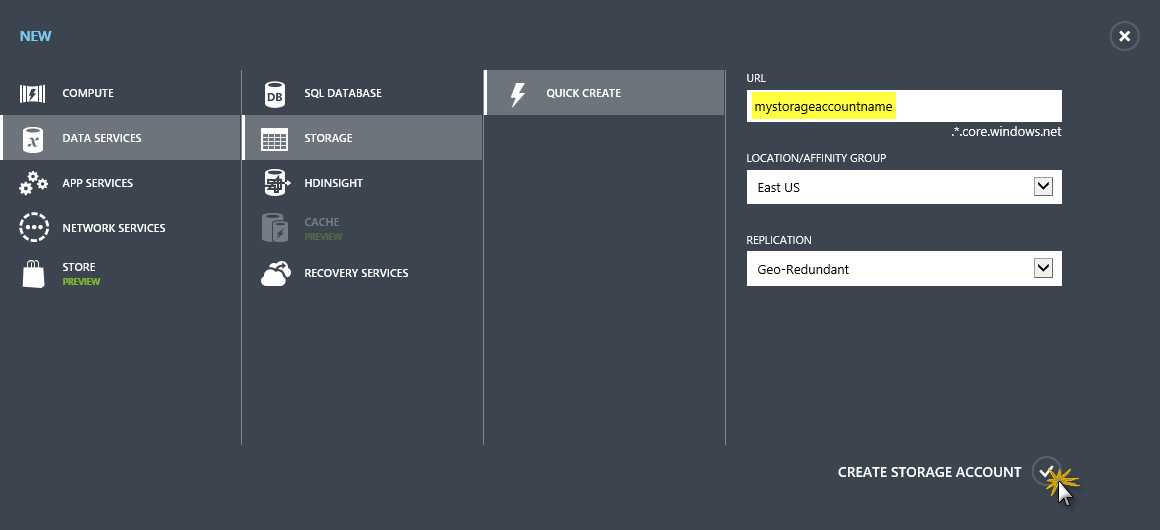 NEW
COMPUTE
DATA SERVICES
APP SERVICES
NETWORK SERVICES
STORE
PREVIEW
DB
SQL DATABASE
STORAGE
HDINSIGHT
CACHE
PREVIEW
RECOVERY SERVICES
QUICK CREATE
URL
mystorageaccountname
.*.core.windows.net
LOCATION/AFFINITY GROUP
East US
REPLICATION
Geo-Redundant
CREATE STORAGE ACCOUNT